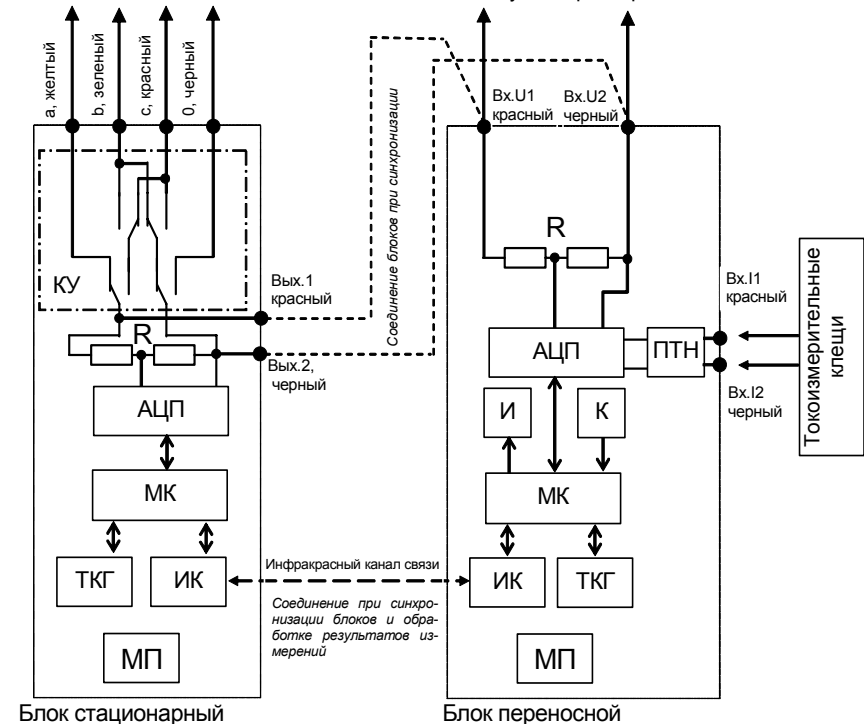 a, желтый
b, зеленый
c, красный
0, черный
КУ
Вых.1
красный
R
Вых.2,
черный
АЦП
МК
ТКГ
ИК
МП
Блок стационарный
Соединение блоков при синхронизации
Инфракрасный канал связи
Соединение при синхро-
низации блоков и обра-
ботке результатов из-
мерений
Вх.U1
красный
Вх.U2
черный
R
АЦП
ПТН
Вх.I1
красный
Вх.I2
черный
Токоизмерительные
клещи
И
К
МК
ИК
ТКГ
МП
Блок переносной